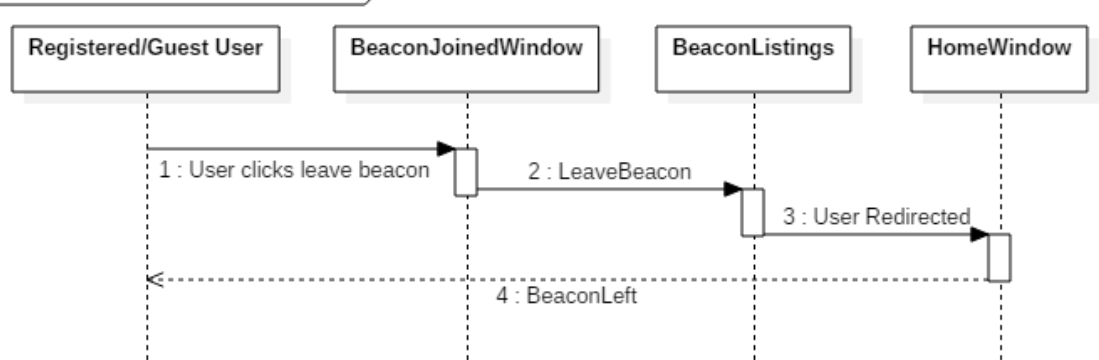 Registered/Guest User
BeaconJoinedWindow
BeaconListings
HomeWindow
1 : User clicks leave beacon
2 : LeaveBeacon
3 : User Redirected
4 : BeaconLeft